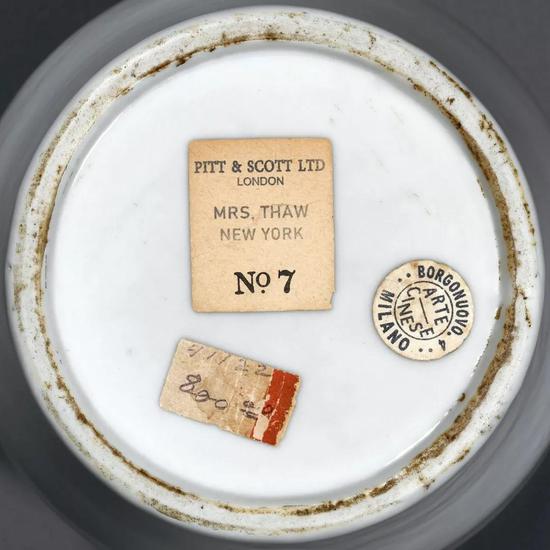 PITT & SCOTT LTD
LONDON
MRS, THAW
NEW YORK
No 7
BORGONUOVO. 4
MILANO
ARTE
CINESE
800